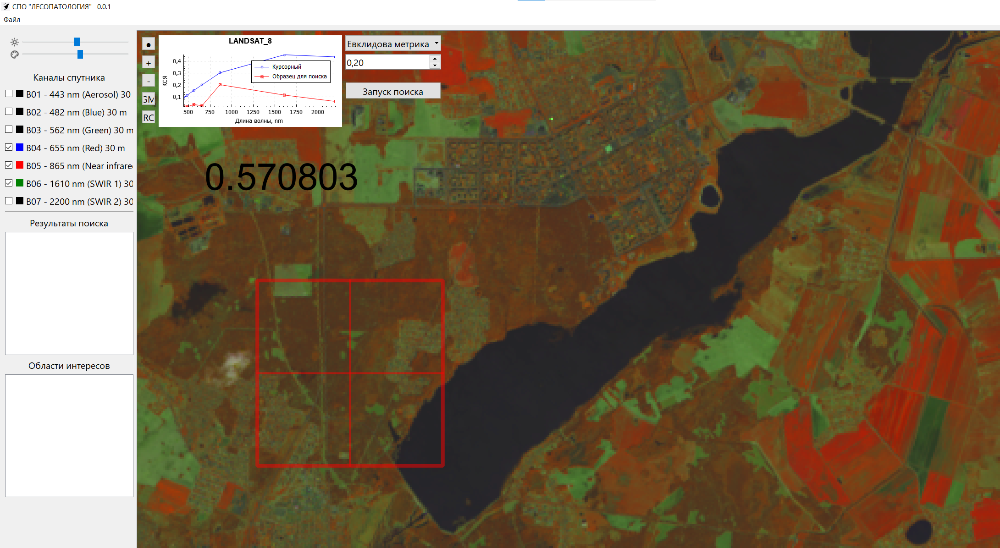 СПО "ЛЕСОПАТОЛОГИЯ" 0.0.1
Файл
Каналы спутника
B01 - 443 nm (Aerosol) 30
B02 - 482 nm (Blue) 30 m
B03 - 562 nm (Green) 30 m
B04 - 655 nm (Red) 30 m
B05 - 865 nm (Near infrare
B06 - 1610 nm (SWIR 1) 30
B07 - 2200 nm (SWIR 2) 30
Результаты поиска
Области интересов
+
-
GM
RC
LANDSAT_8
КСЯ
0,4
0,3
0,2
0,1
Курсорный
Образец для поиска
500 750 1000 1250 1500 1750 2000
Длина волны, nm
Евклидова метрика
0,20
Запуск поиска
0.570803